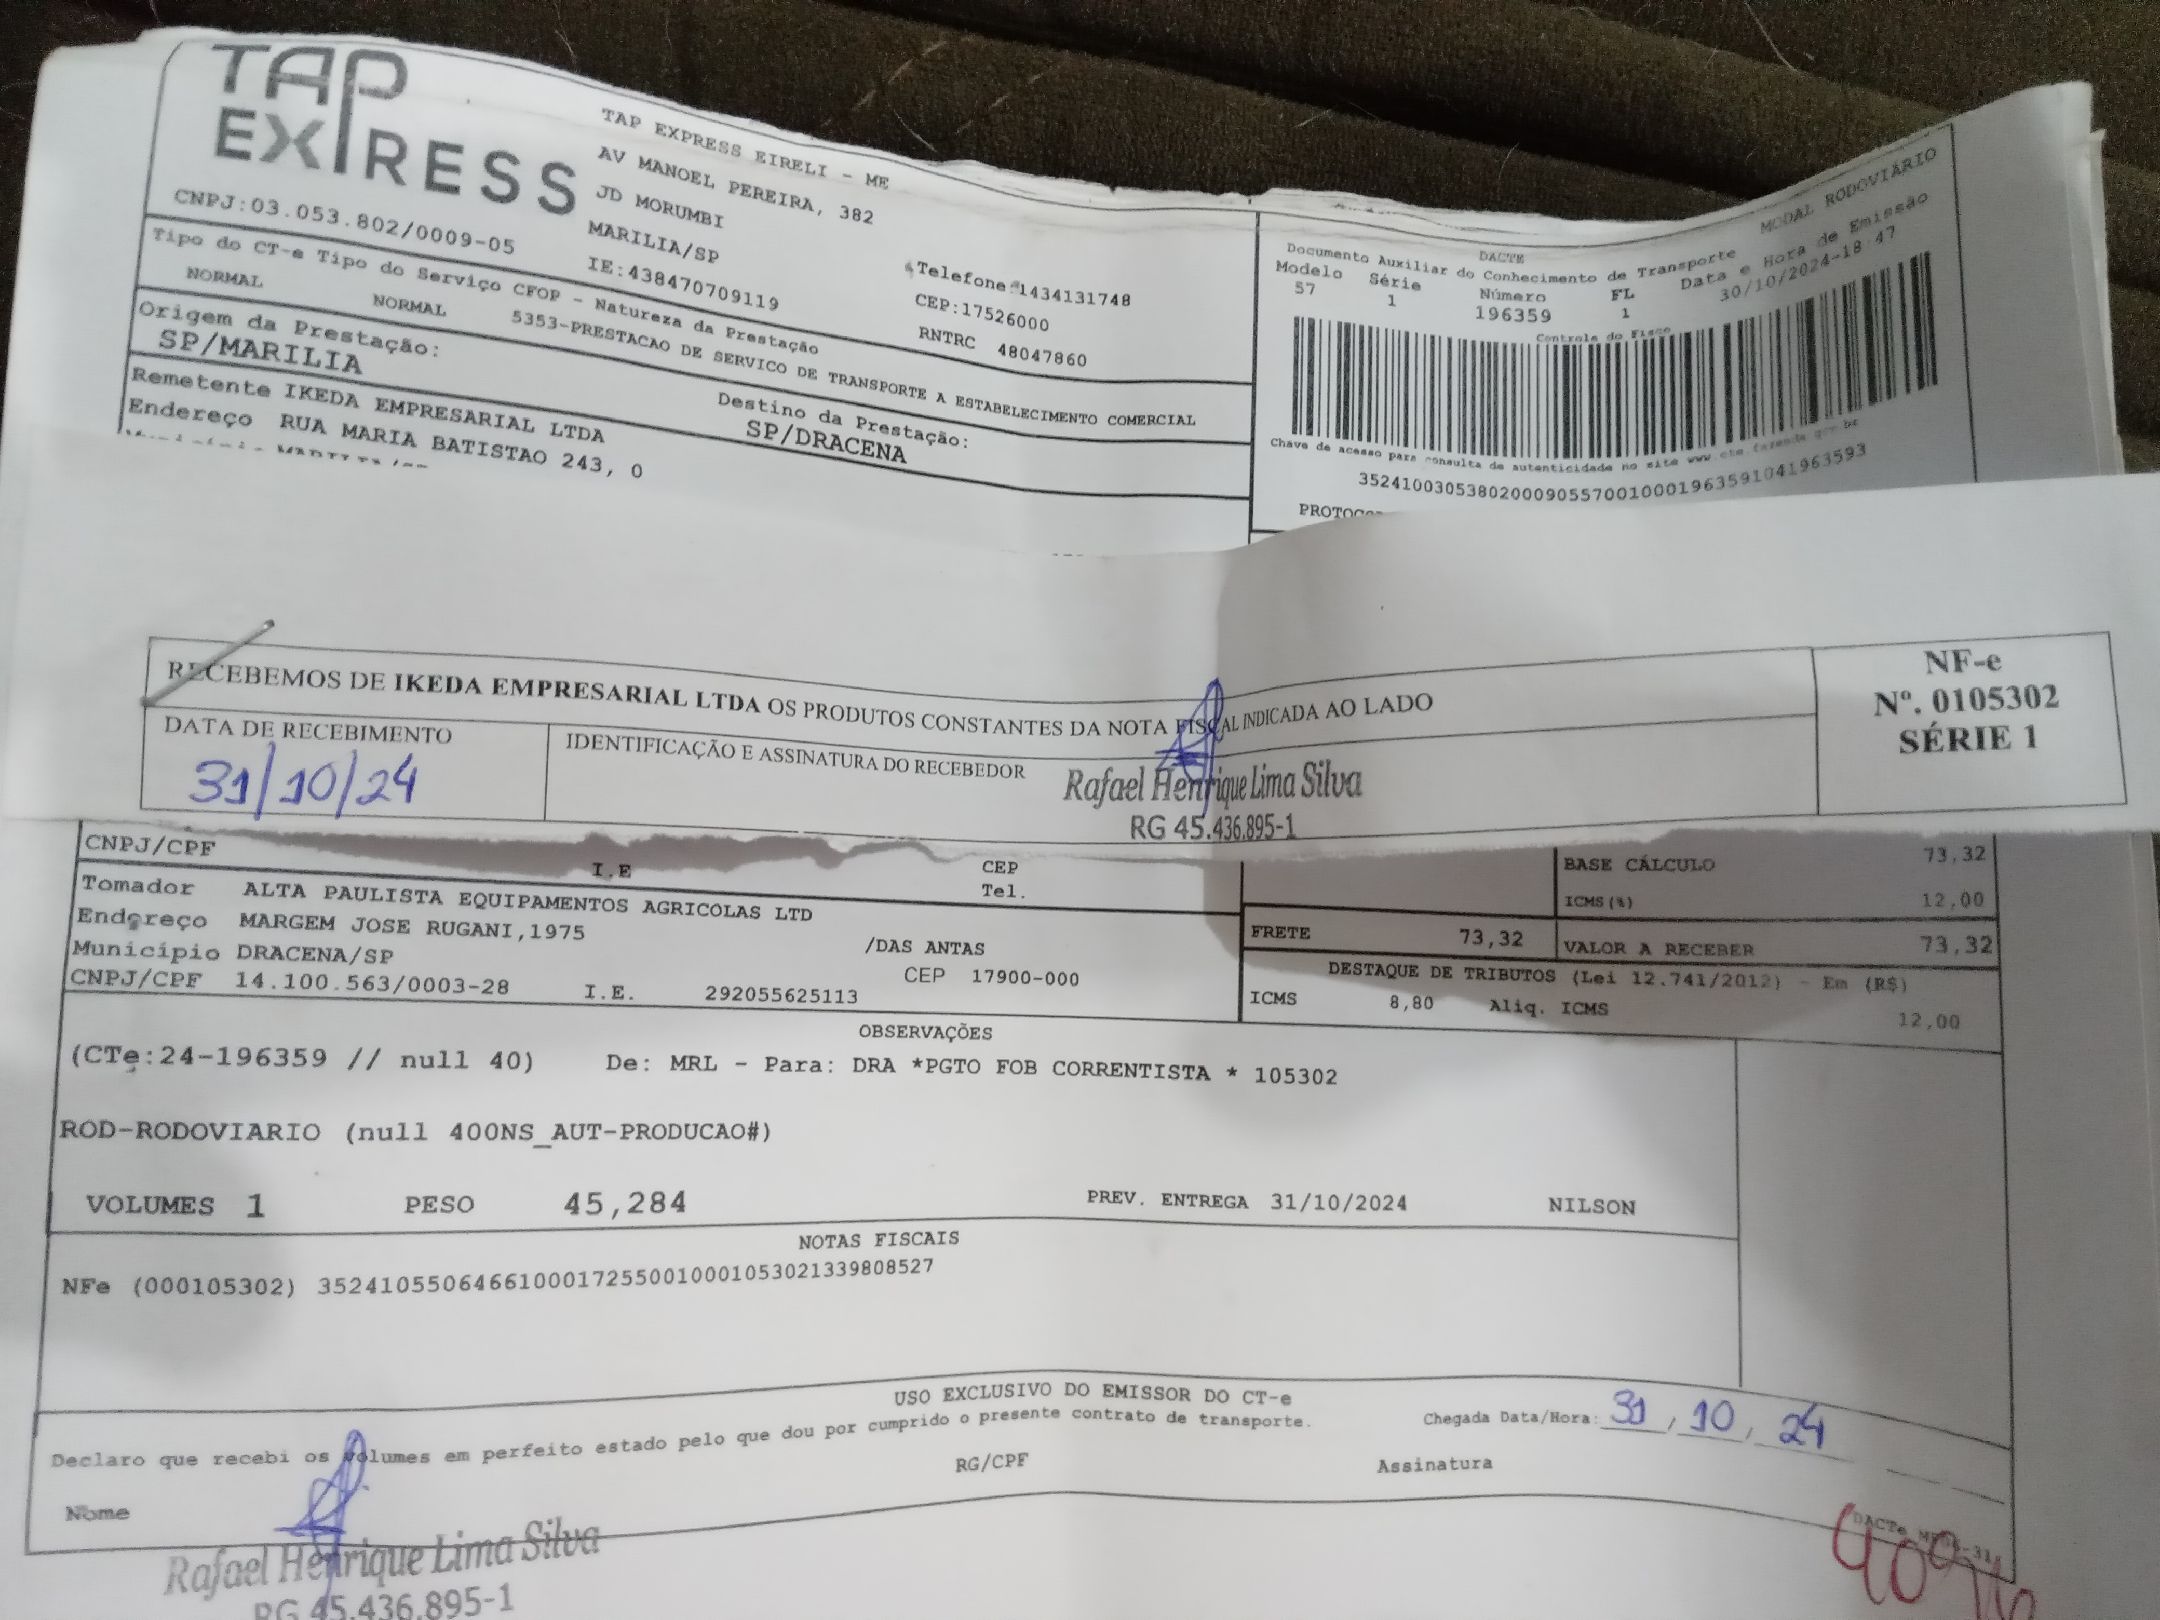 TAP
EXPRESS
TAP EXPRESS EIRELI - ME
AV MANOEL PEREIRA, 382
JD MORUMBI
MARILIA/SP
CNPJ:03.053.802/0009-05
IE:438470709119
Telefone:1434131748
CEP:17526000
RNTRC 48047860
DACTE
MODAL RODOVIÁRIO
Documento Auxiliar do Conhecimento de Transporte
Modelo Série Número FL Data e Hora de Emissão
57 1 196359 1 30/10/2024-18:47
Controle do Fisco
Chave de acesso para consulta de autenticidade no site www.cte.fazenda.gov.br
35241003053802000905570010001963591041963593
Tipo do CT-e Tipo do Serviço CFOP - Natureza da Prestação
NORMAL NORMAL 5353-PRESTACAO DE SERVICO DE TRANSPORTE A ESTABELECIMENTO COMERCIAL
Origem da Prestação: Destino da Prestação:
SP/MARILIA SP/DRACENA
Remetente IKEDA EMPRESARIAL LTDA
Endereço RUA MARIA BATISTAO 243, 0
RECEBEMOS DE IKEDA EMPRESARIAL LTDA OS PRODUTOS CONSTANTES DA NOTA FISCAL INDICADA AO LADO
NF-e
Nº. 0105302
SÉRIE 1
DATA DE RECEBIMENTO IDENTIFICAÇÃO E ASSINATURA DO RECEBEDOR
31/10/24
Rafael Henrique Lima Silva
RG 45.436.895-1
CNPJ/CPF I.E CEP
Tel.
BASE CÁLCULO 73,32
ICMS(%) 12,00
Tomador ALTA PAULISTA EQUIPAMENTOS AGRICOLAS LTD
Endereço MARGEM JOSE RUGANI,1975 /DAS ANTAS
Município DRACENA/SP CEP 17900-000
CNPJ/CPF 14.100.563/0003-28 I.E. 292055625113
FRETE 73,32 VALOR A RECEBER 73,32
DESTAQUE DE TRIBUTOS (Lei 12.741/2012) - Em (R$)
ICMS 8,80 Aliq. ICMS 12,00
OBSERVAÇÕES
(CTe:24-196359 // null 40) De: MRL - Para: DRA *PGTO FOB CORRENTISTA * 105302
ROD-RODOVIARIO (null 400NS_AUT-PRODUCAO#)
VOLUMES 1 PESO 45,284 PREV. ENTREGA 31/10/2024 NILSON
NOTAS FISCAIS
NFe (000105302) 35241055064661000172550010001053021339808527
USO EXCLUSIVO DO EMISSOR DO CT-e
Declaro que recebi os volumes em perfeito estado pelo que dou por cumprido o presente contrato de transporte.
Chegada Data/Hora: 31, 10, 24
Nome RG/CPF Assinatura
Rafael Henrique Lima Silva
RG 45.436.895-1
DACTe